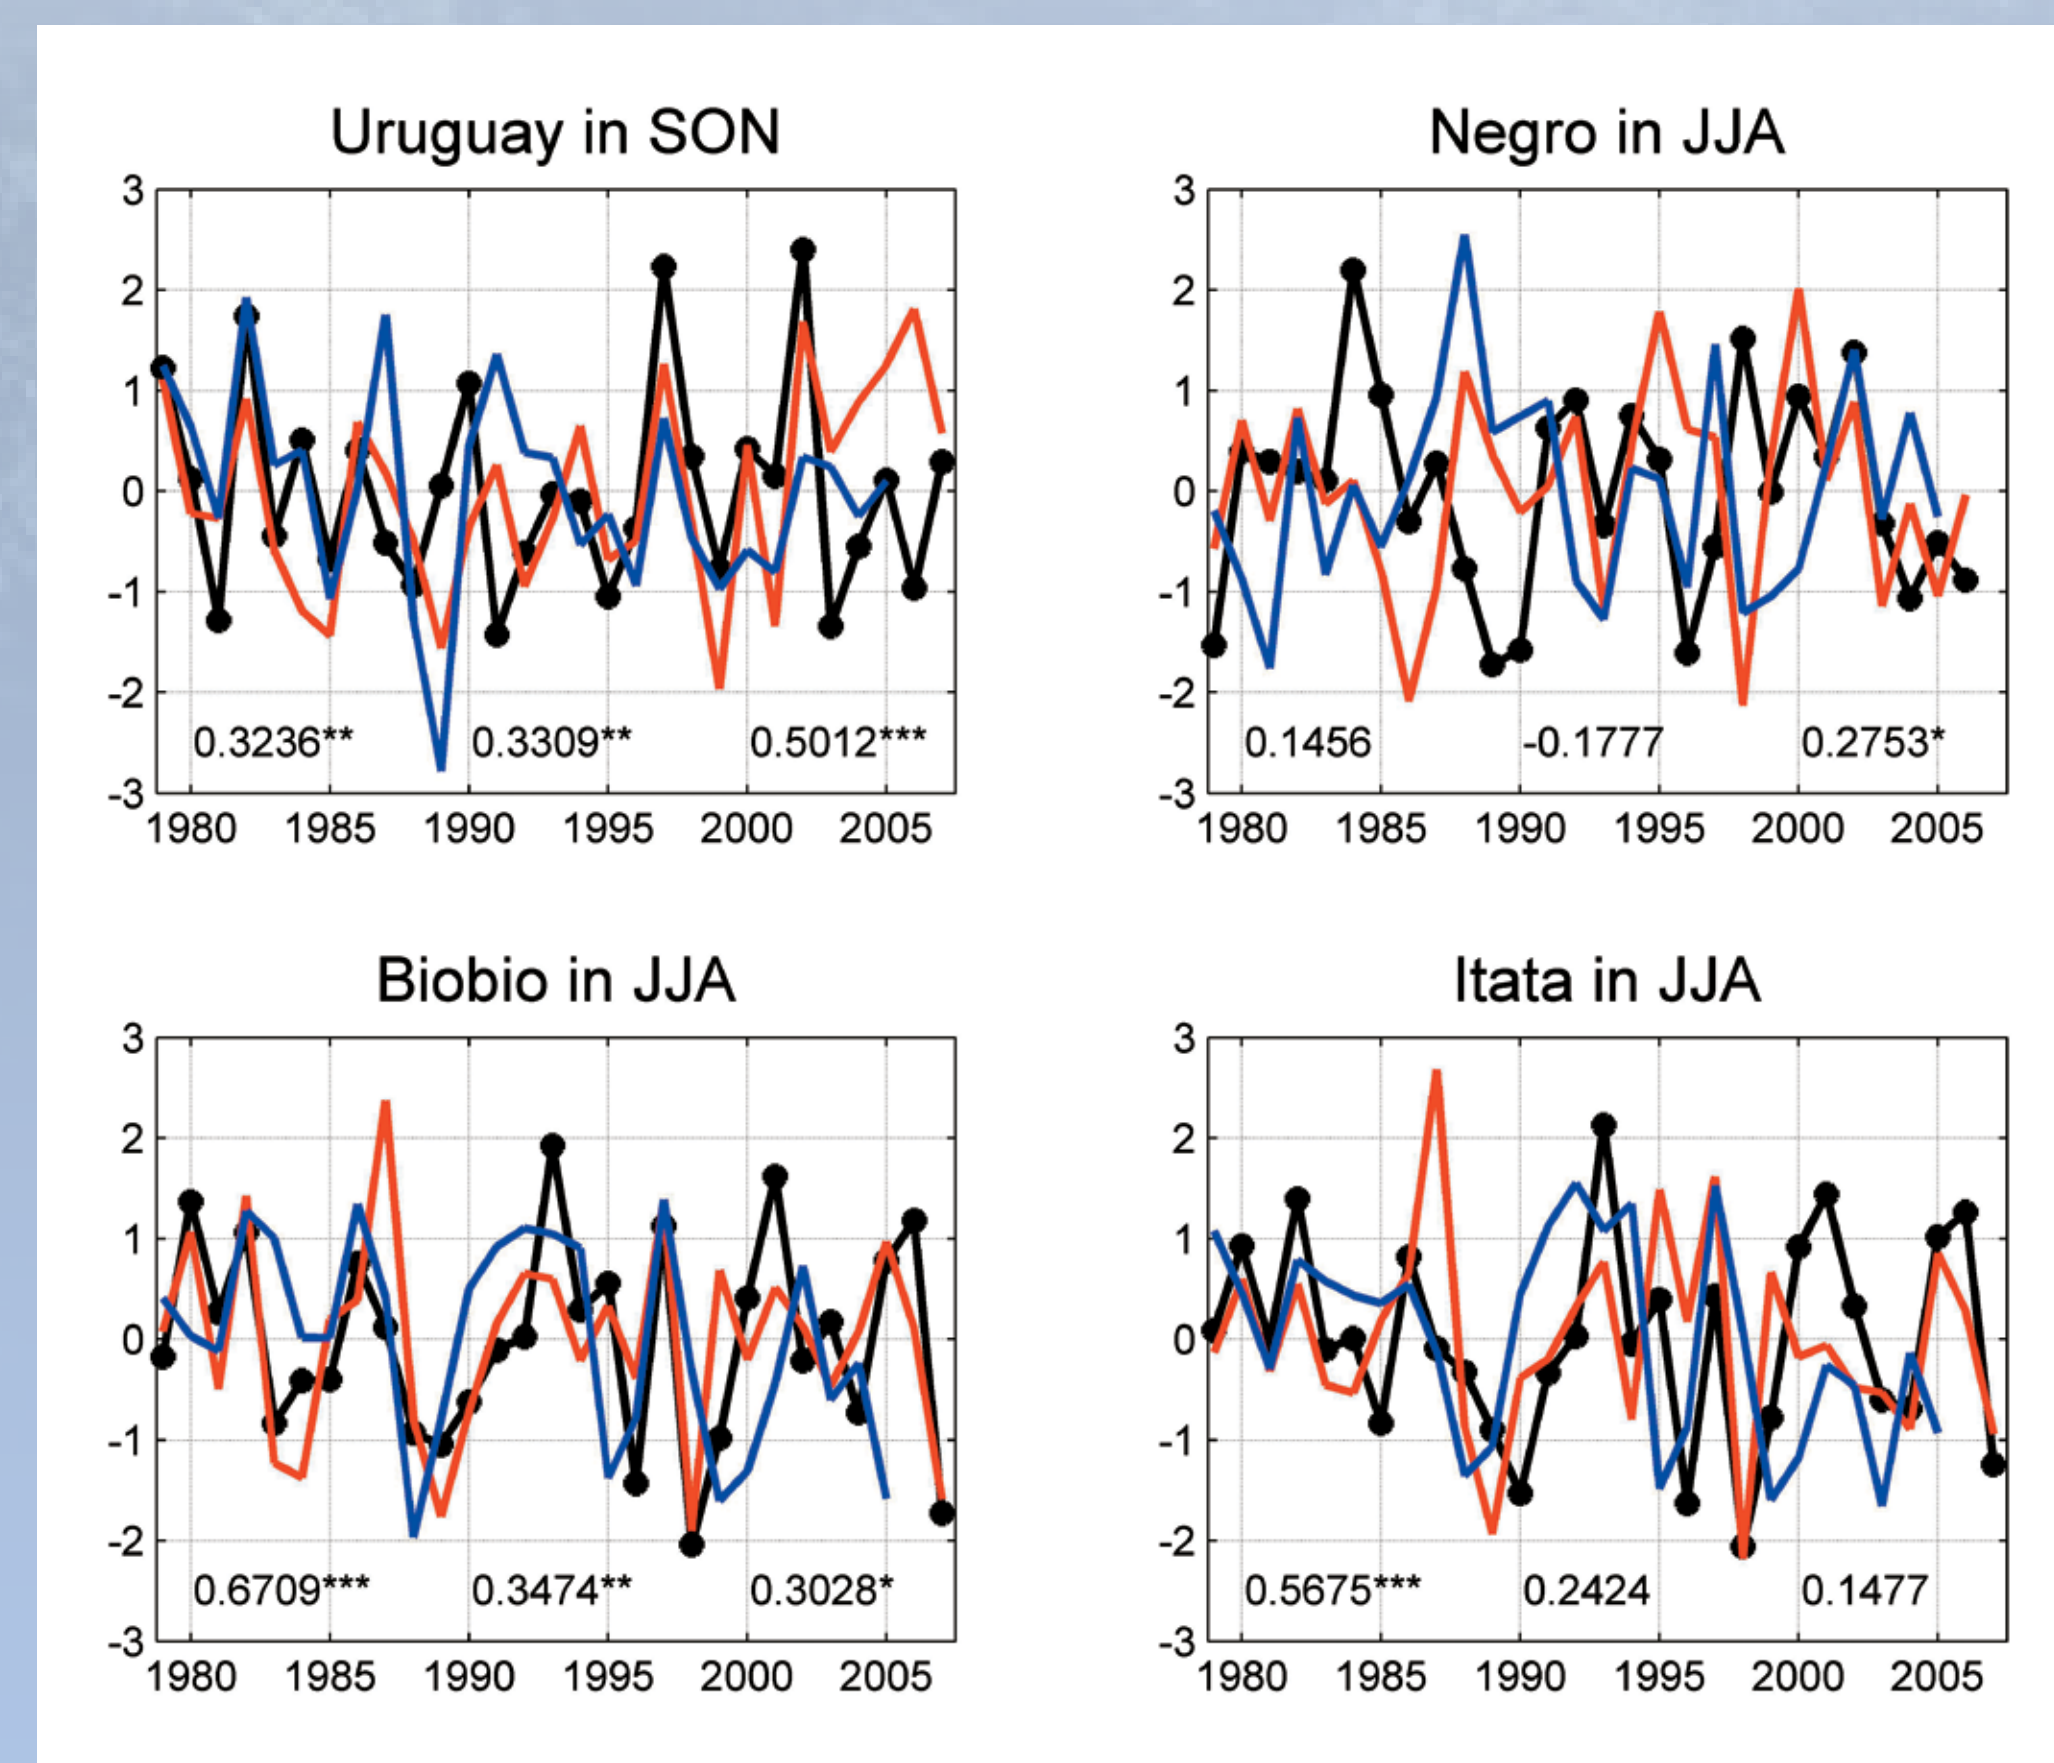 Uruguay in SON
3
2
1
0
-1
-2
-3
0.3236** 0.3309** 0.5012***
1980 1985 1990 1995 2000 2005
Negro in JJA
3
2
1
0
-1
-2
-3
0.1456 -0.1777 0.2753*
1980 1985 1990 1995 2000 2005
Biobio in JJA
3
2
1
0
-1
-2
-3
0.6709*** 0.3474** 0.3028*
1980 1985 1990 1995 2000 2005
Itata in JJA
3
2
1
0
-1
-2
-3
0.5675*** 0.2424 0.1477
1980 1985 1990 1995 2000 2005